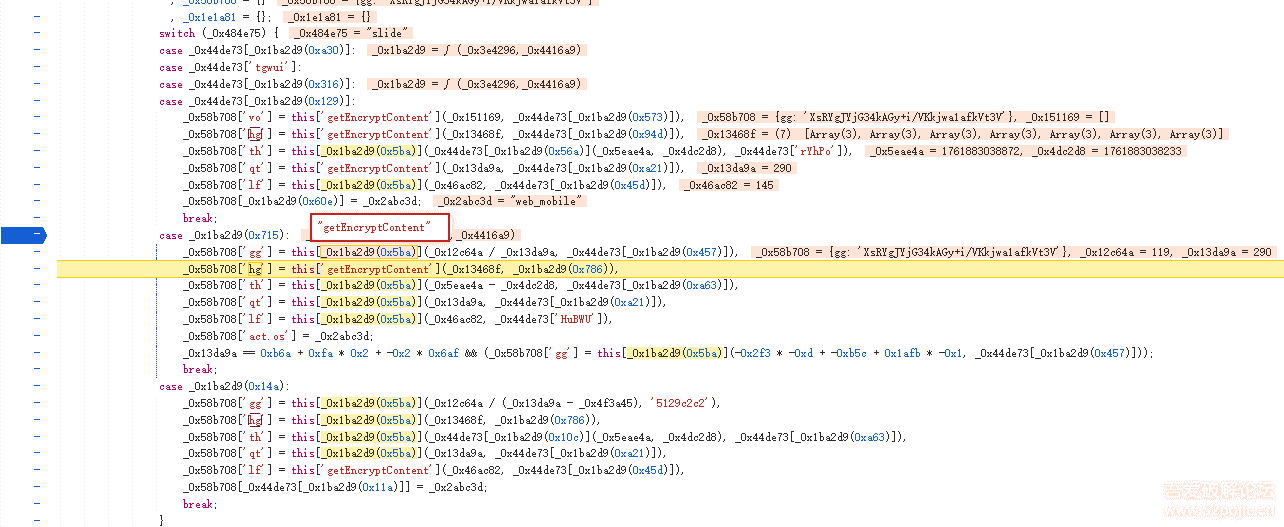 , _0x1e1a81 = {}; _0x1e1a81 = {}
switch (_0x484e75) { _0x484e75 = "slide"
case _0x44de73[_0x1ba2d9(0xa30)]: _0x1ba2d9 = ƒ (_0x3e4296,_0x4416a9)
case _0x44de73['tgwui']:
case _0x44de73[_0x1ba2d9(0x316)]: _0x1ba2d9 = ƒ (_0x3e4296,_0x4416a9)
case _0x44de73[_0x1ba2d9(0x129)]:
_0x58b708['vo'] = this['getEncryptContent'](_0x151169, _0x44de73[_0x1ba2d9(0x573)]), _0x58b708 = {gg: 'XsRYgJYjG34kAGy+i/VKkjwa1afkVt3V'}, _0x151169 = []
_0x58b708['hg'] = this['getEncryptContent'](_0x13468f, _0x44de73[_0x1ba2d9(0x94d)]), _0x13468f = (7) [Array(3), Array(3), Array(3), Array(3), Array(3), Array(3), Array(3)]
_0x58b708['th'] = this[_0x1ba2d9(0x5ba)](_0x44de73[_0x1ba2d9(0x56a)](_0x5eae4a, _0x4dc2d8), _0x44de73['rYhPo']), _0x5eae4a = 1761883038872, _0x4dc2d8 = 1761883038233
_0x58b708['qt'] = this[_0x1ba2d9(0x5ba)](_0x13da9a, _0x44de73[_0x1ba2d9(0xa21)]), _0x13da9a = 290
_0x58b708['lf'] = this[_0x1ba2d9(0x5ba)](_0x46ac82, _0x44de73[_0x1ba2d9(0x45d)]), _0x46ac82 = 145
_0x58b708[_0x1ba2d9(0x60e)] = _0x2abc3d; _0x2abc3d = "web_mobile"
break;
"getEncryptContent"
case _0x1ba2d9(0x715): ,_0x4416a9)
_0x58b708['gg'] = this[_0x1ba2d9(0x5ba)](_0x12c64a / _0x13da9a, _0x44de73[_0x1ba2d9(0x457)]), _0x58b708 = {gg: 'XsRYgJYjG34kAGy+i/VKkjwa1afkVt3V'}, _0x12c64a = 119, _0x13da9a = 290
_0x58b708['hg'] = this['getEncryptContent'](_0x13468f, _0x1ba2d9(0x786)),
_0x58b708['th'] = this[_0x1ba2d9(0x5ba)](_0x5eae4a - _0x4dc2d8, _0x44de73[_0x1ba2d9(0xa63)]),
_0x58b708['qt'] = this[_0x1ba2d9(0x5ba)](_0x13da9a, _0x44de73[_0x1ba2d9(0xa21)]),
_0x58b708['lf'] = this[_0x1ba2d9(0x5ba)](_0x46ac82, _0x44de73['HuBWU']),
_0x58b708['act.os'] = _0x2abc3d;
_0x13da9a == 0xb6a + 0xfa * 0x2 + -0x2 * 0x6af && (_0x58b708['gg'] = this[_0x1ba2d9(0x5ba)](-0x2f3 * -0xd + -0xb5c + 0x1afb * -0x1, _0x44de73[_0x1ba2d9(0x457)]));
break;
case _0x1ba2d9(0x14a):
_0x58b708['gg'] = this[_0x1ba2d9(0x5ba)](_0x12c64a / (_0x13da9a - _0x4f3a45), '5129c2c2'),
_0x58b708['hg'] = this[_0x1ba2d9(0x5ba)](_0x13468f, _0x1ba2d9(0x786)),
_0x58b708['th'] = this[_0x1ba2d9(0x5ba)](_0x44de73[_0x1ba2d9(0x10c)](_0x5eae4a, _0x4dc2d8), _0x44de73[_0x1ba2d9(0xa63)]),
_0x58b708['qt'] = this[_0x1ba2d9(0x5ba)](_0x13da9a, _0x44de73[_0x1ba2d9(0xa21)]),
_0x58b708['lf'] = this['getEncryptContent'](_0x46ac82, _0x44de73[_0x1ba2d9(0x45d)]),
_0x58b708[_0x44de73[_0x1ba2d9(0x11a)]] = _0x2abc3d;
break;
}
吾爱破解论坛
www.52pojie.cn